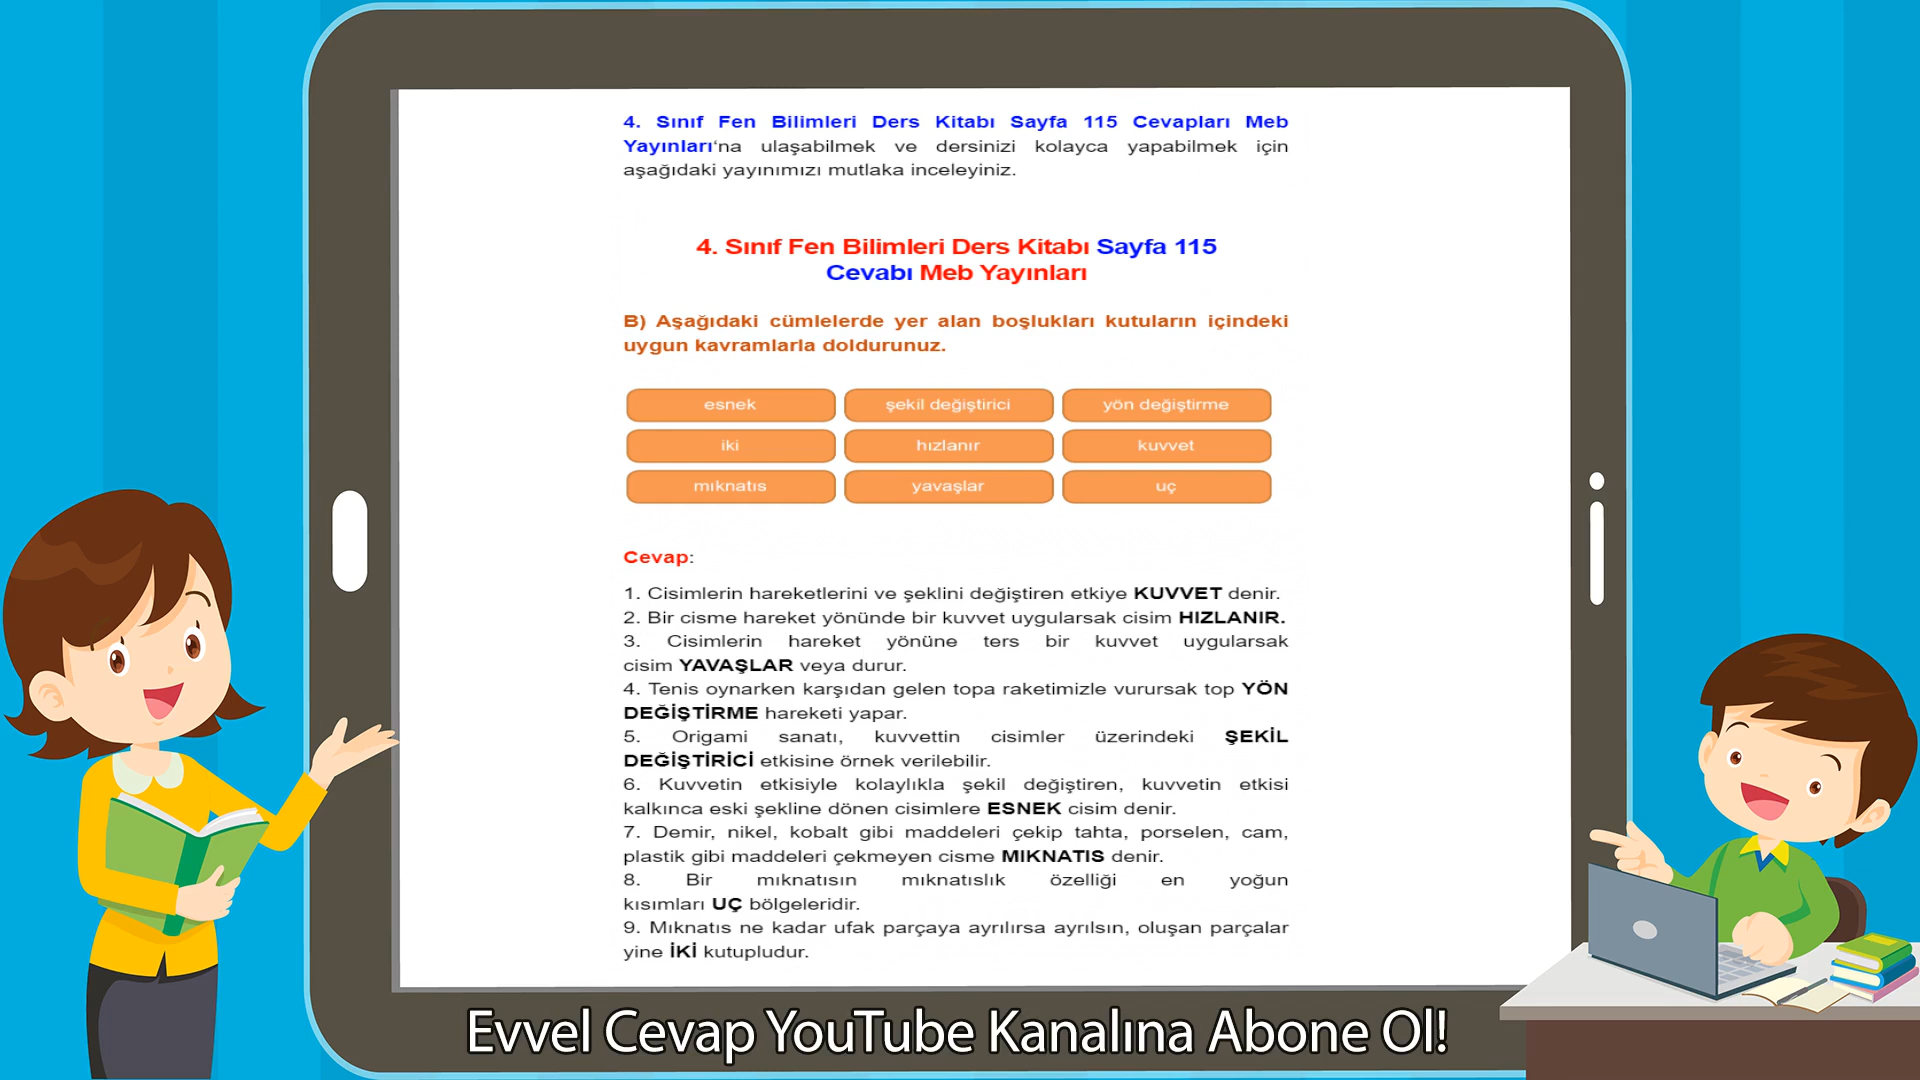 4. Sınıf Fen Bilimleri Ders Kitabı Sayfa 115 Cevapları Meb
Yayınları‘na ulaşabilmek ve dersinizi kolayca yapabilmek için
aşağıdaki yayınımızı mutlaka inceleyiniz.
4. Sınıf Fen Bilimleri Ders Kitabı Sayfa 115
Cevabı Meb Yayınları
B) Aşağıdaki cümlelerde yer alan boşlukları kutuların içindeki
uygun kavramlarla doldurunuz.
esnek şekil değiştirici yön değiştirme
iki hızlanır kuvvet
mıknatıs yavaşlar uç
Cevap:
1. Cisimlerin hareketlerini ve şeklini değiştiren etkiye KUVVET denir.
2. Bir cisme hareket yönünde bir kuvvet uygularsak cisim HIZLANIR.
3. Cisimlerin hareket yönüne ters bir kuvvet uygularsak
cisim YAVAŞLAR veya durur.
4. Tenis oynarken karşıdan gelen topa raketimizle vurursak top YÖN
DEĞİŞTİRME hareketi yapar.
5. Origami sanatı, kuvvettin cisimler üzerindeki ŞEKİL
DEĞİŞTİRİCİ etkisine örnek verilebilir.
6. Kuvvetin etkisiyle kolaylıkla şekil değiştiren, kuvvetin etkisi
kalkınca eski şekline dönen cisimlere ESNEK cisim denir.
7. Demir, nikel, kobalt gibi maddeleri çekip tahta, porselen, cam,
plastik gibi maddeleri çekmeyen cisme MIKNATIS denir.
8. Bir mıknatısın mıknatıslık özelliği en yoğun
kısımları UÇ bölgeleridir.
9. Mıknatıs ne kadar ufak parçaya ayrılırsa ayrılsın, oluşan parçalar
yine İKİ kutupludur.
Evvel Cevap YouTube Kanalına Abone Ol!